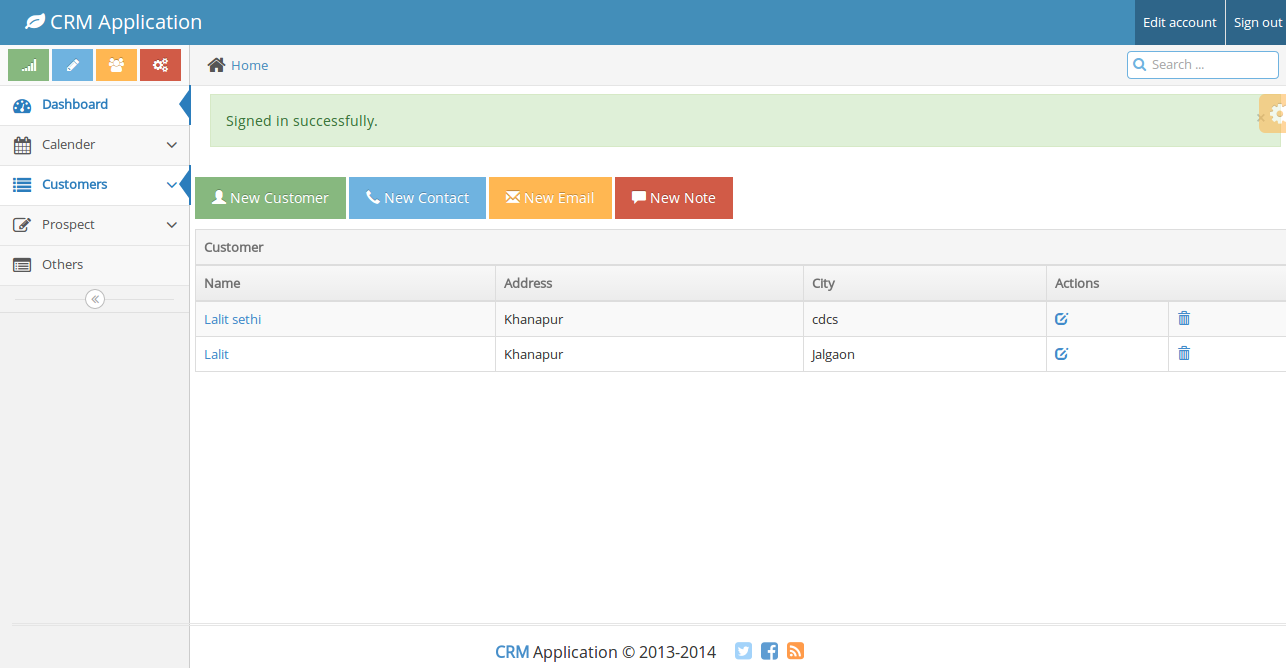 CRM Application
Edit account
Sign out
Home
Search ...
Dashboard
Calender
Customers
Prospect
Others
Signed in successfully.
×
New Customer
New Contact
New Email
New Note
Customer
Name Address City Actions
Lalit sethi Khanapur cdcs
Lalit Khanapur Jalgaon
CRM Application © 2013-2014